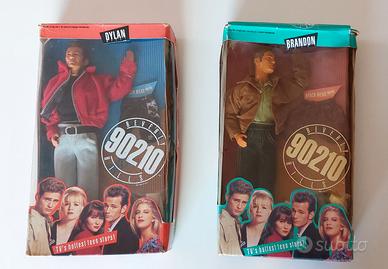 DYLAN
BEVERLY
90210
HILLS
TV's hottest teen stars!
BRANDON
BEVERLY
90210
HILLS
TV's hottest teen stars!
subito